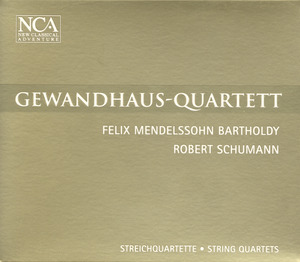 NCA
NEW CLASSICAL
ADVENTURE
GEWANDHAUS-QUARTETT
FELIX MENDELSSOHN BARTHOLDY
ROBERT SCHUMANN
STREICHQUARTETTE • STRING QUARTETS